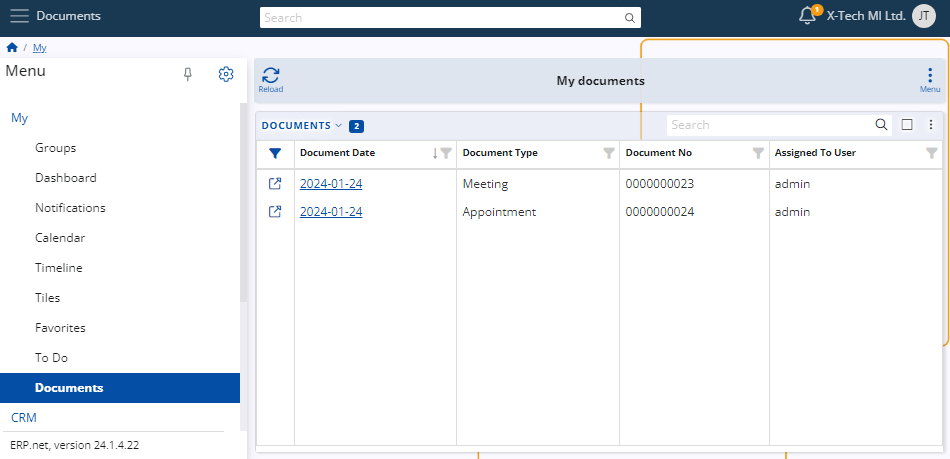 Documents
Search
1
X-Tech MI Ltd.
JT
/ My
Menu
My
Groups
Dashboard
Notifications
Calendar
Timeline
Tiles
Favorites
To Do
Documents
CRM
ERP.net, version 24.1.4.22
Reload
My documents
Menu
DOCUMENTS 2
Search
Document Date Document Type Document No Assigned To User
2024-01-24 Meeting 0000000023 admin
2024-01-24 Appointment 0000000024 admin